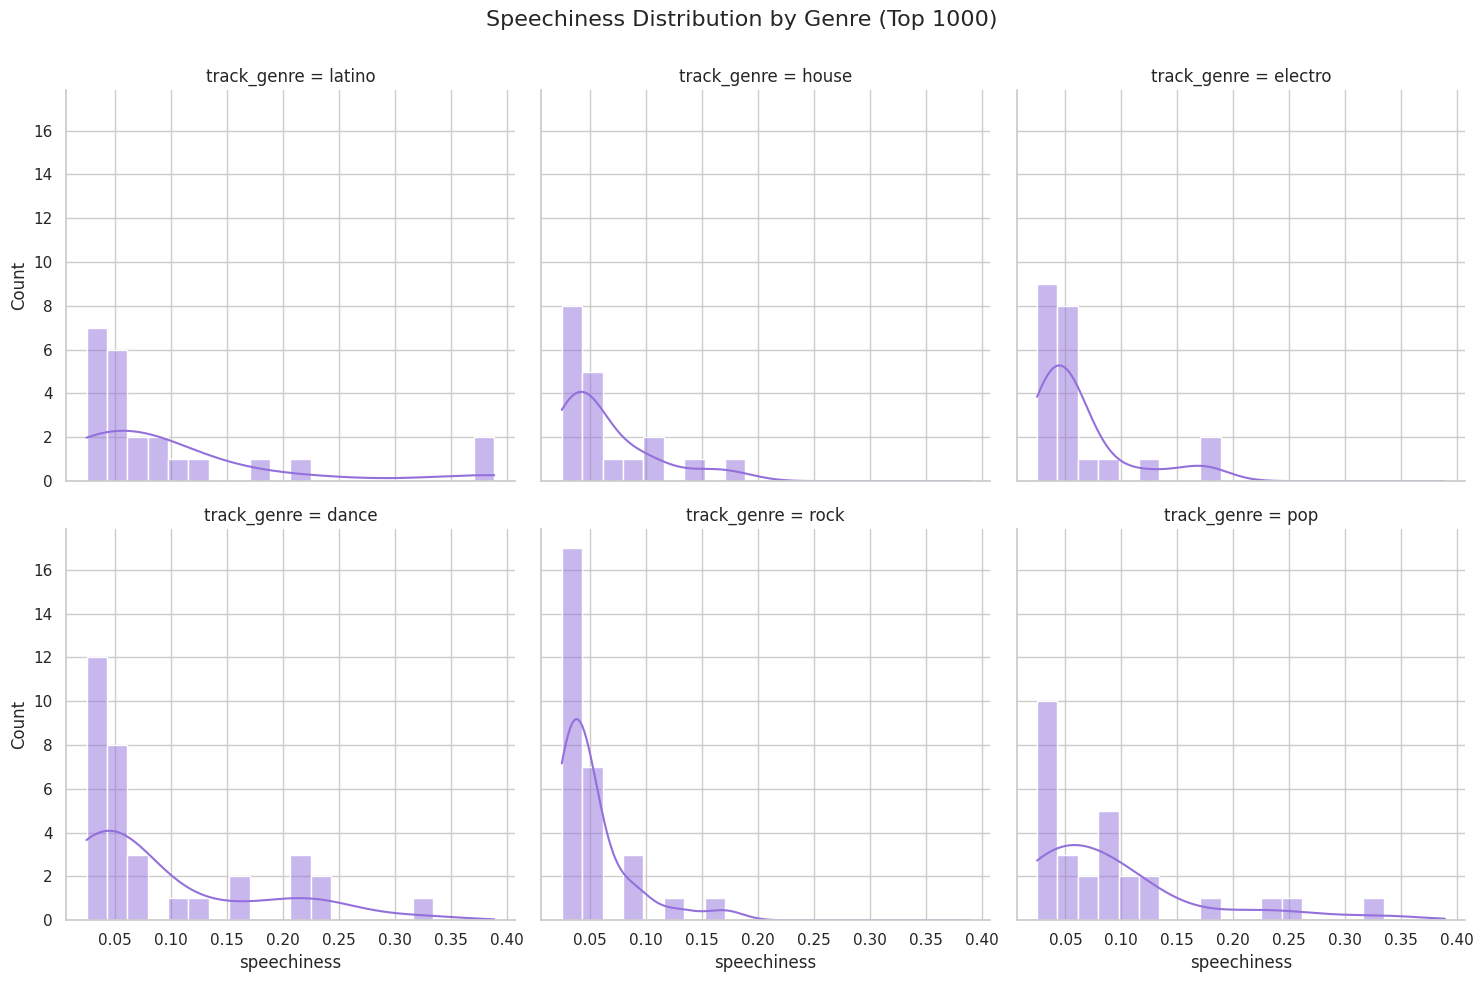 Speechiness Distribution by Genre (Top 1000)
track_genre = latino
track_genre = house
track_genre = electro
16
14
12
10
8
6
4
2
0
Count
track_genre = dance
track_genre = rock
track_genre = pop
16
14
12
10
8
6
4
2
0
Count
0.05 0.10 0.15 0.20 0.25 0.30 0.35 0.40
0.05 0.10 0.15 0.20 0.25 0.30 0.35 0.40
0.05 0.10 0.15 0.20 0.25 0.30 0.35 0.40
speechiness
speechiness
speechiness